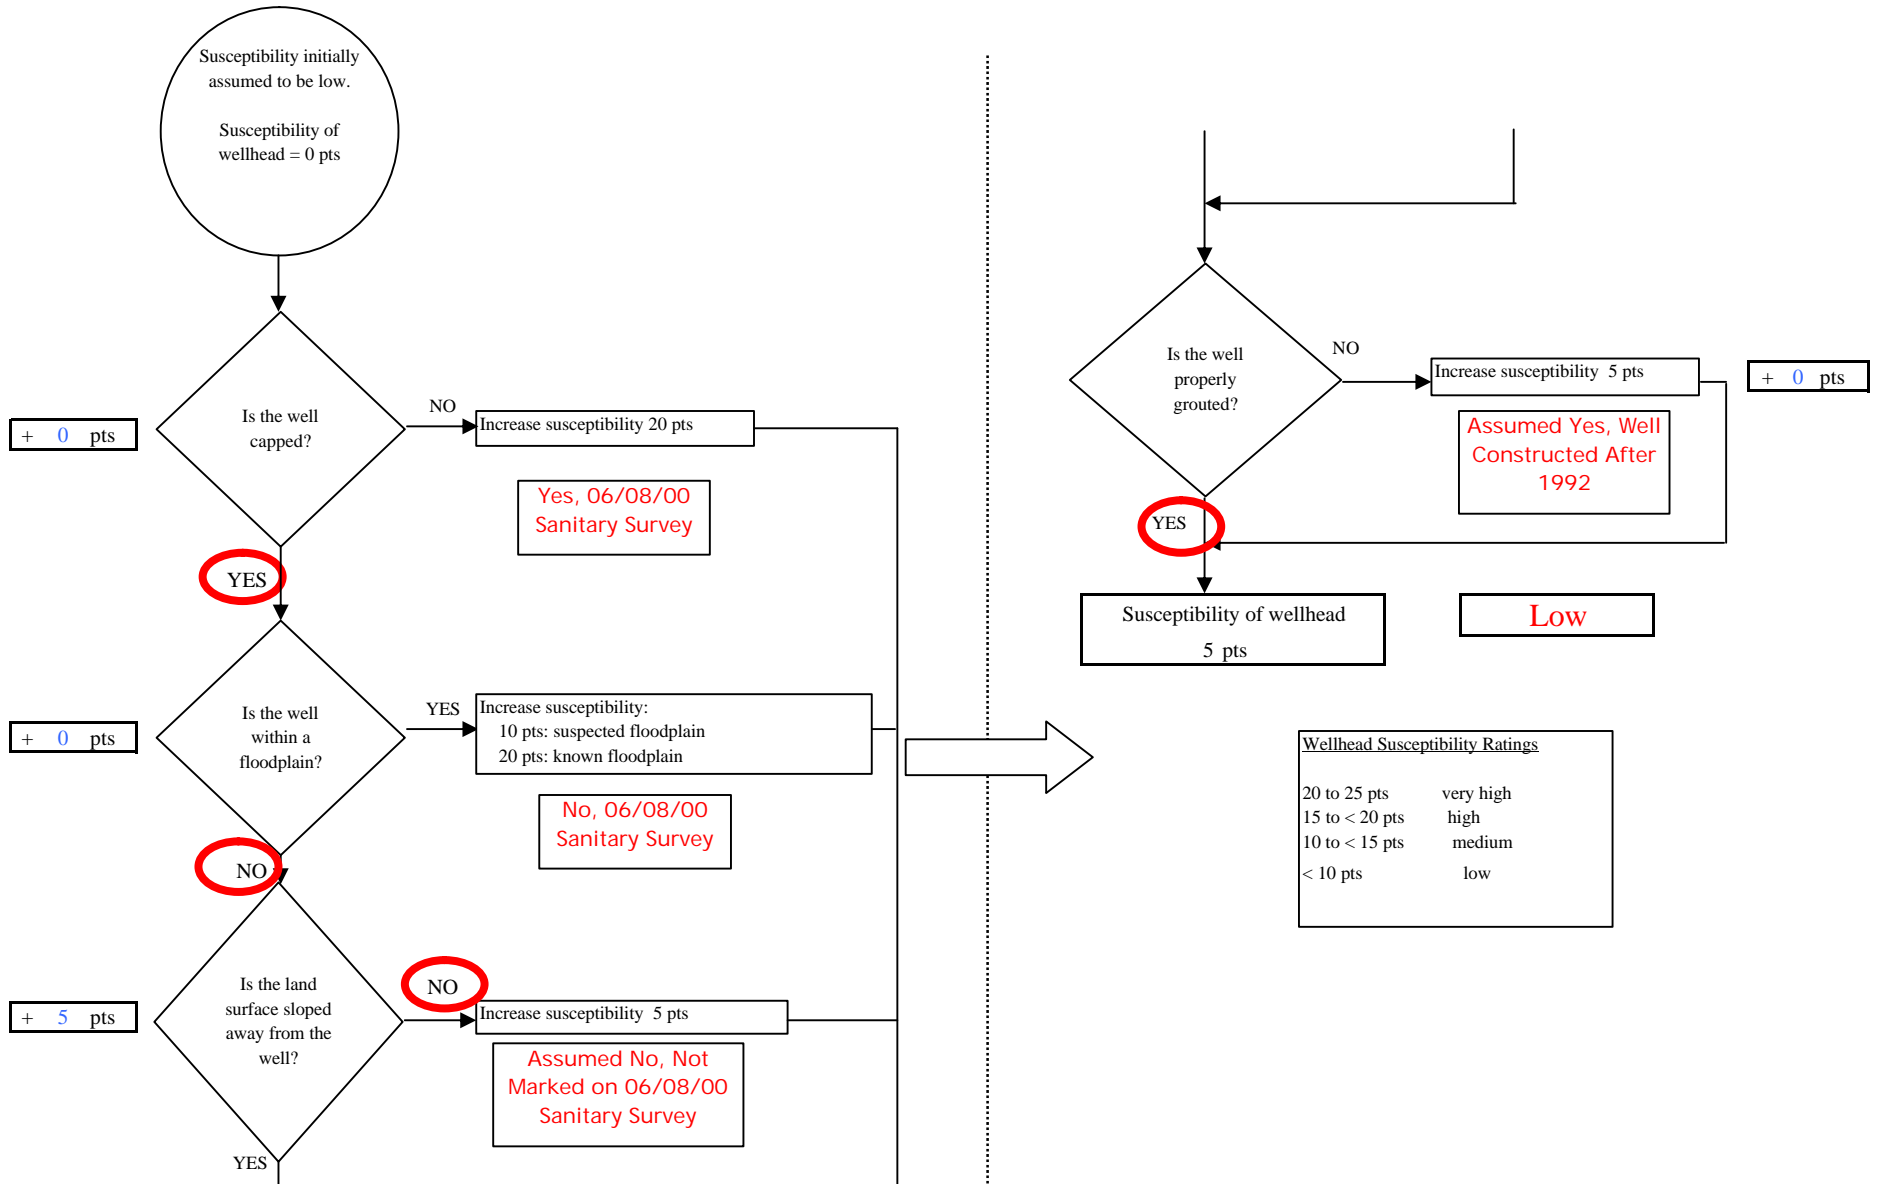 Susceptibility initially
assumed to be low.
Susceptibility of
wellhead = 0 pts
+ 0 pts
Is the well
capped?
NO
Increase susceptibility 20 pts
Yes, 06/08/00
Sanitary Survey
YES
+ 0 pts
Is the well
within a
floodplain?
YES
Increase susceptibility:
10 pts: suspected floodplain
20 pts: known floodplain
No, 06/08/00
Sanitary Survey
NO
+ 5 pts
Is the land
surface sloped
away from the
well?
NO
Increase susceptibility 5 pts
Assumed No, Not
Marked on 06/08/00
Sanitary Survey
YES
Is the well
properly
grouted?
NO
Increase susceptibility 5 pts
+ 0 pts
Assumed Yes, Well
Constructed After
1992
YES
Susceptibility of wellhead
5 pts
Low
Wellhead Susceptibility Ratings
20 to 25 pts very high
15 to < 20 pts high
10 to < 15 pts medium
< 10 pts low